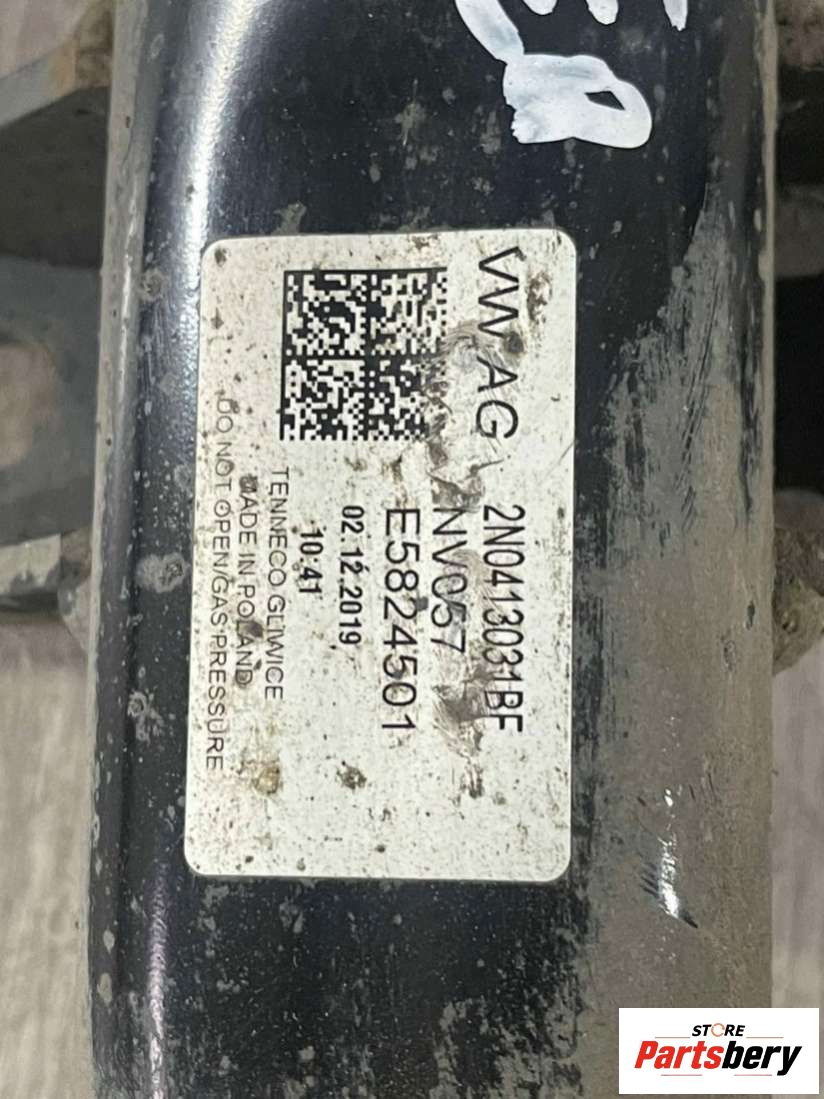 VW AG 2N0413031BF
NV057
E5824501
02.12.2019
10:41
TENNECO GLIWICE
MADE IN POLAND
DO NOT OPEN/GAS PRESSURE
STORE
Partsbery